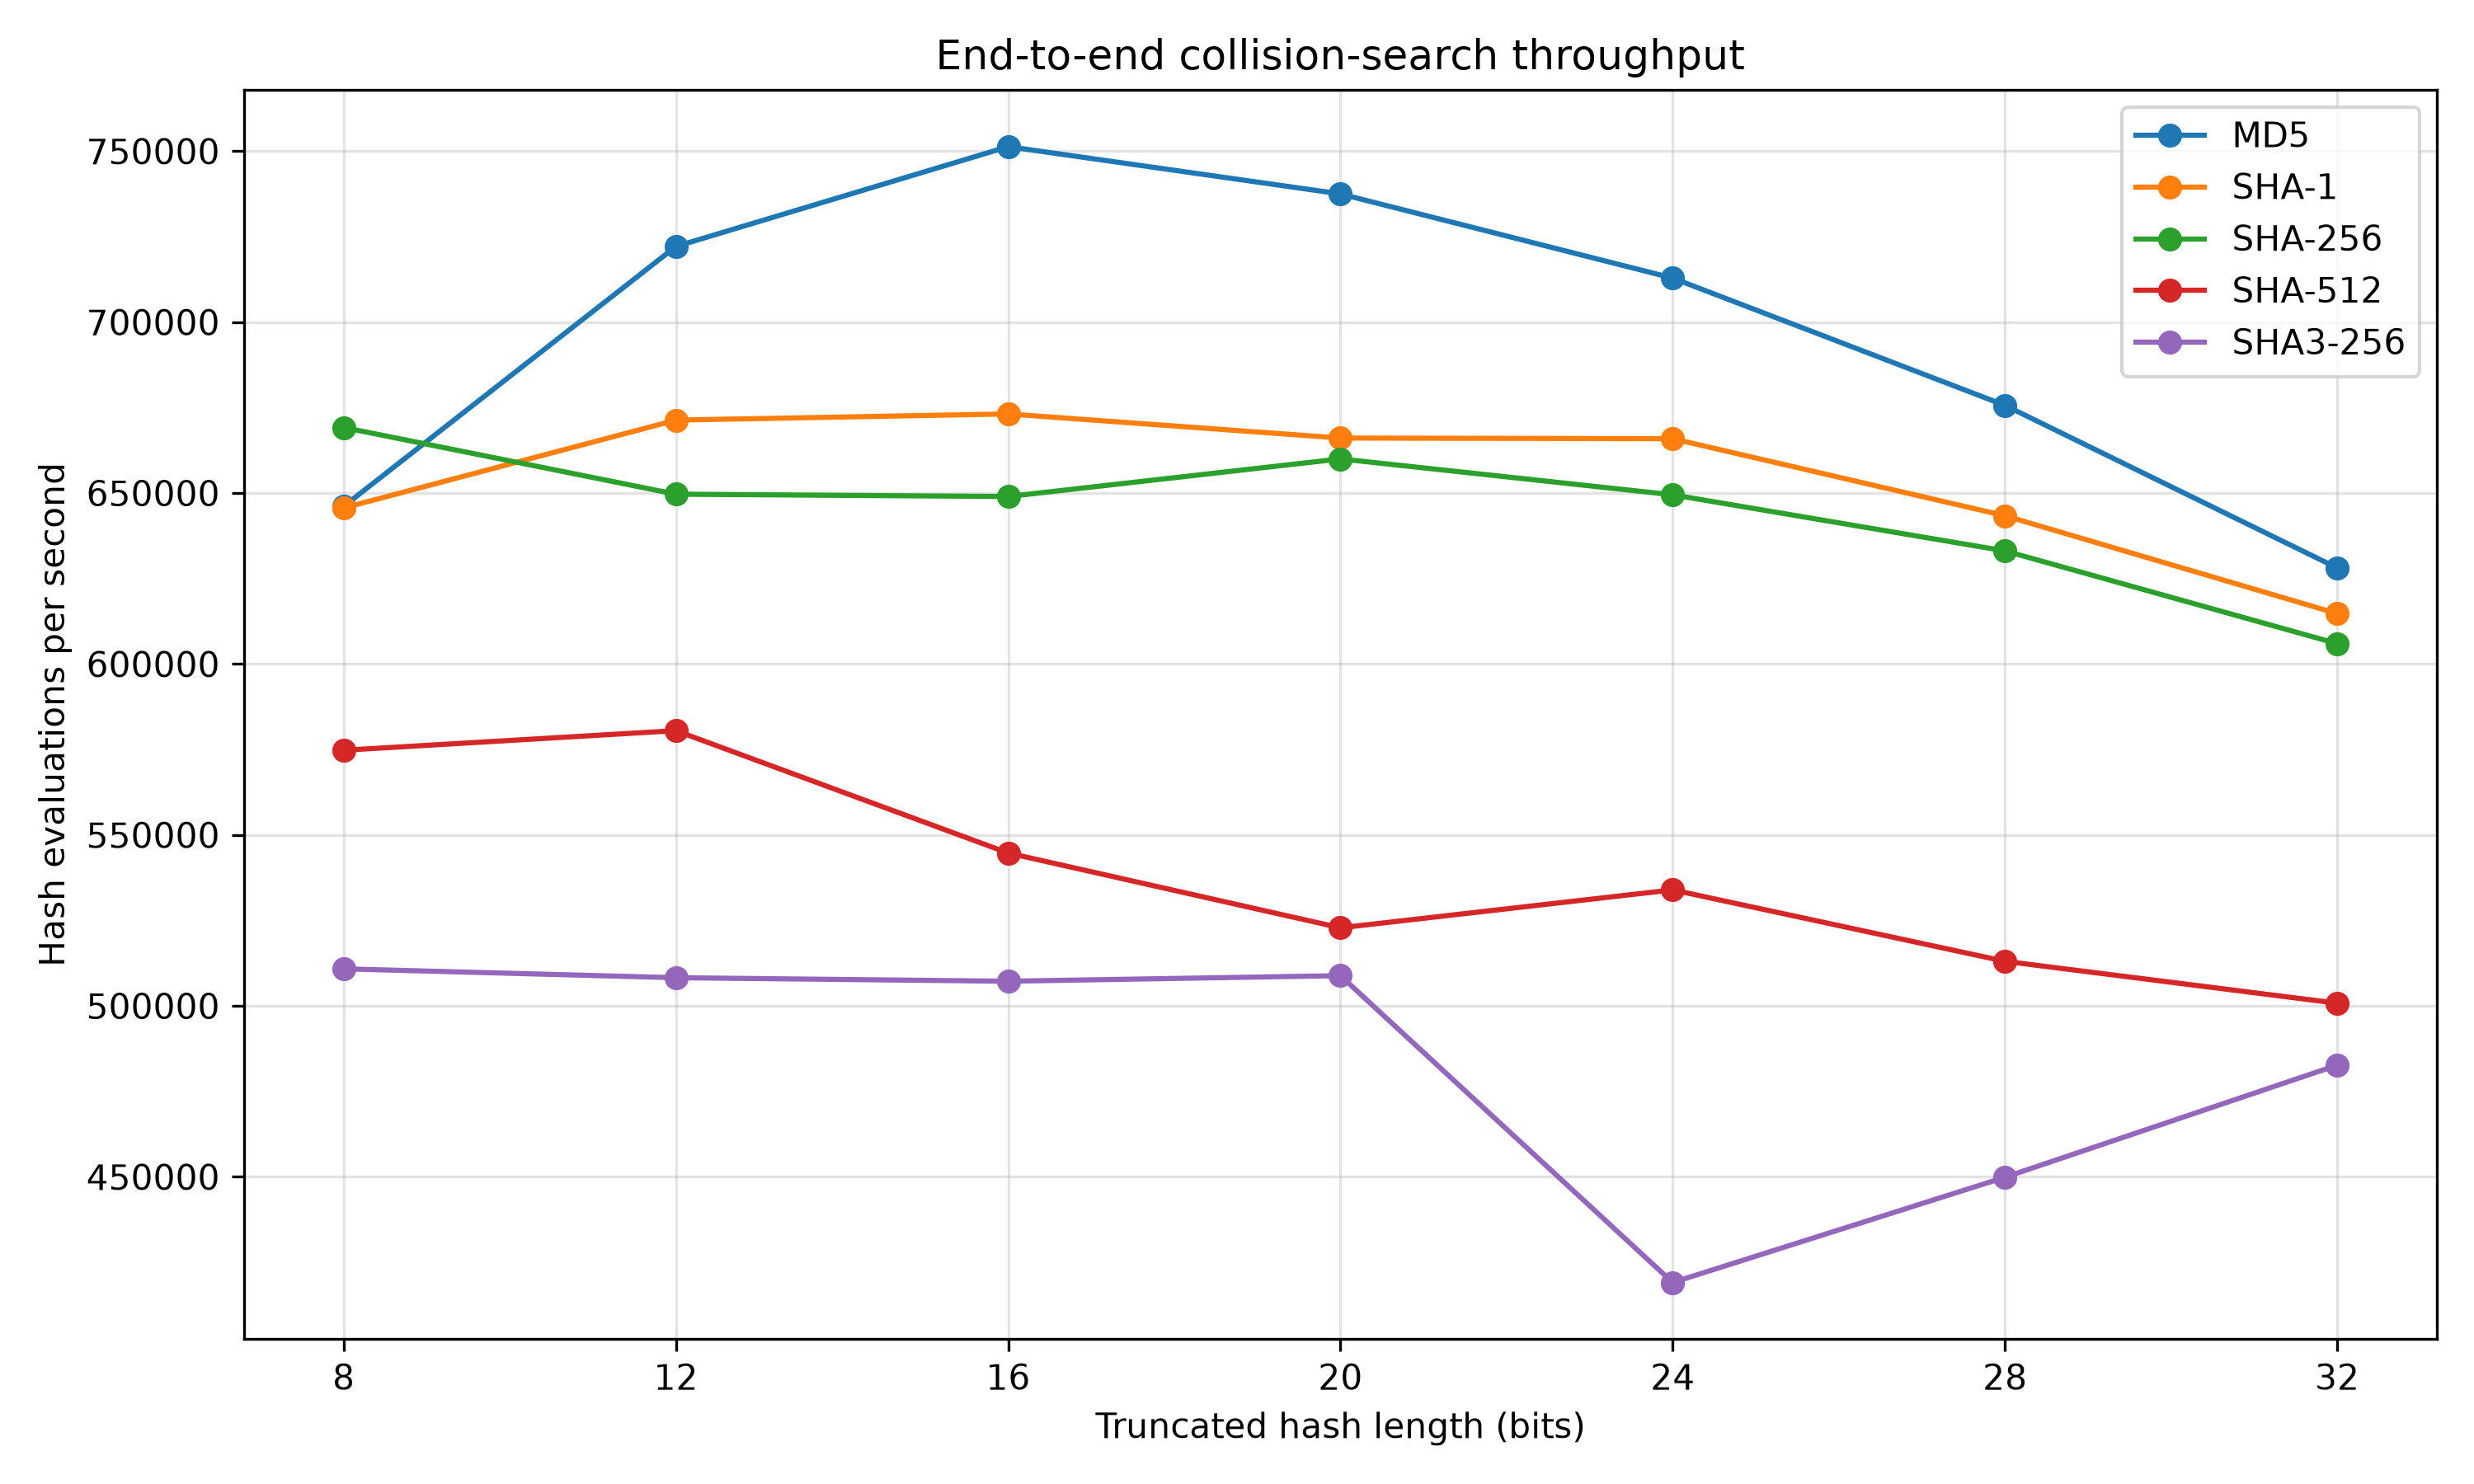 End-to-end collision-search throughput
Hash evaluations per second
750000
700000
650000
600000
550000
500000
450000
MD5
SHA-1
SHA-256
SHA-512
SHA3-256
8 12 16 20 24 28 32
Truncated hash length (bits)